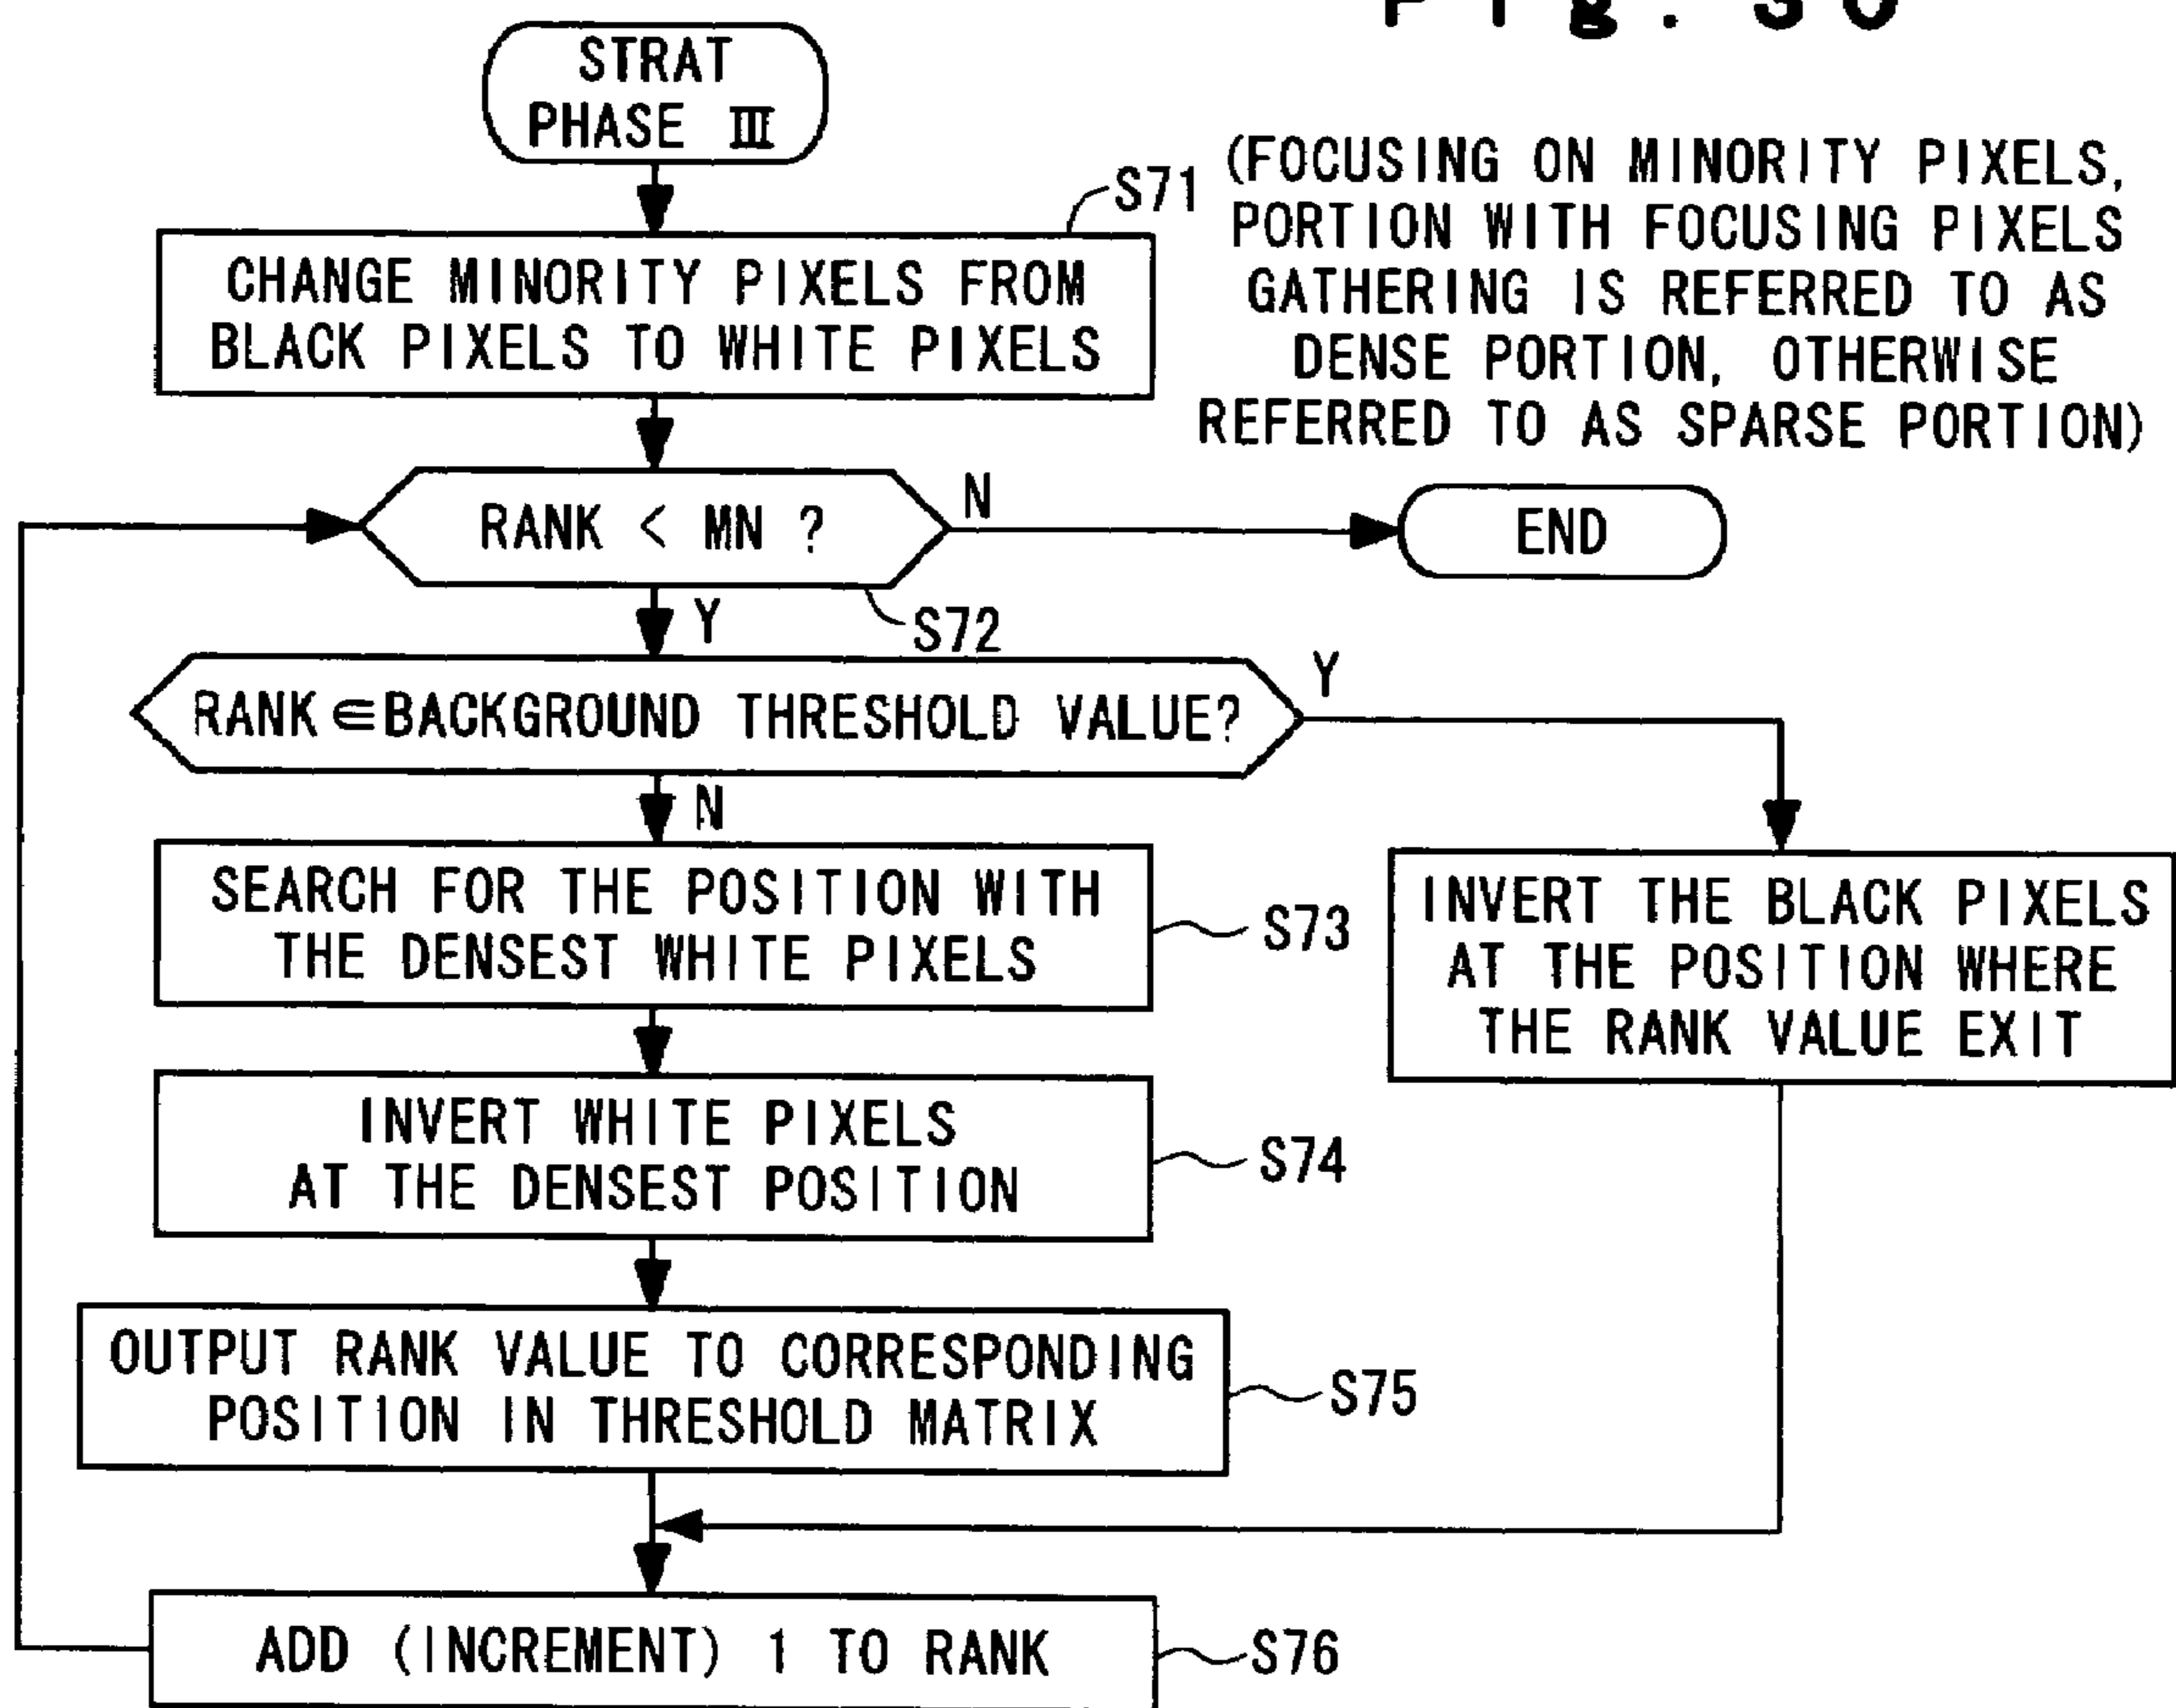 STRAT
PHASE III
S71
(FOCUSING ON MINORITY PIXELS,
PORTION WITH FOCUSING PIXELS
GATHERING IS REFERRED TO AS
DENSE PORTION, OTHERWISE
REFERRED TO AS SPARSE PORTION)
CHANGE MINORITY PIXELS FROM
BLACK PIXELS TO WHITE PIXELS
RANK < MN ?
N
END
Y
S72
RANK∈BACKGROUND THRESHOLD VALUE?
Y
N
SEARCH FOR THE POSITION WITH
THE DENSEST WHITE PIXELS
S73
INVERT THE BLACK PIXELS
AT THE POSITION WHERE
THE RANK VALUE EXIT
INVERT WHITE PIXELS
AT THE DENSEST POSITION
S74
OUTPUT RANK VALUE TO CORRESPONDING
POSITION IN THRESHOLD MATRIX
S75
ADD (INCREMENT) 1 TO RANK
S76